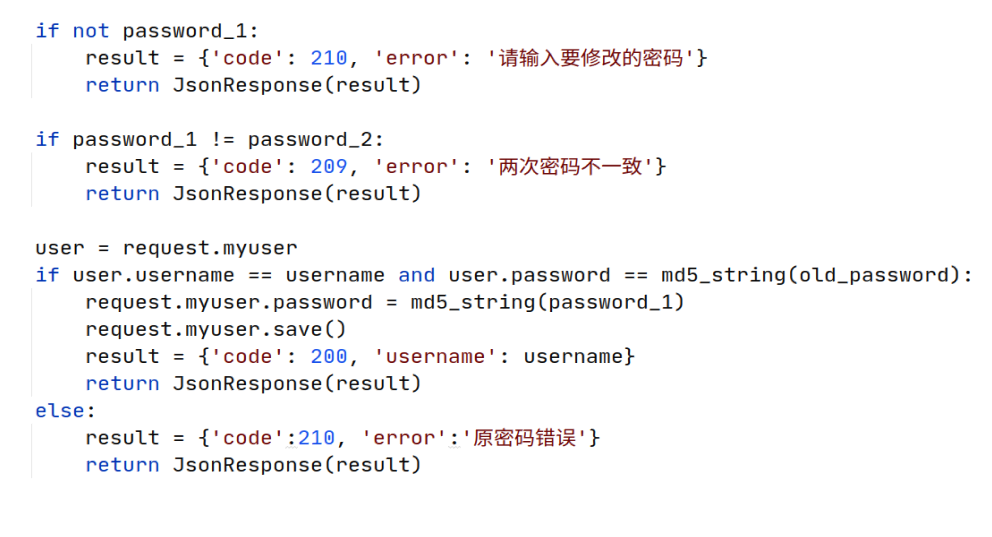 if not password_1:
    result = {'code': 210, 'error': '请输入要修改的密码'}
    return JsonResponse(result)

if password_1 != password_2:
    result = {'code': 209, 'error': '两次密码不一致'}
    return JsonResponse(result)

user = request.myuser
if user.username == username and user.password == md5_string(old_password):
    request.myuser.password = md5_string(password_1)
    request.myuser.save()
    result = {'code': 200, 'username': username}
    return JsonResponse(result)
else:
    result = {'code':210, 'error':'原密码错误'}
    return JsonResponse(result)